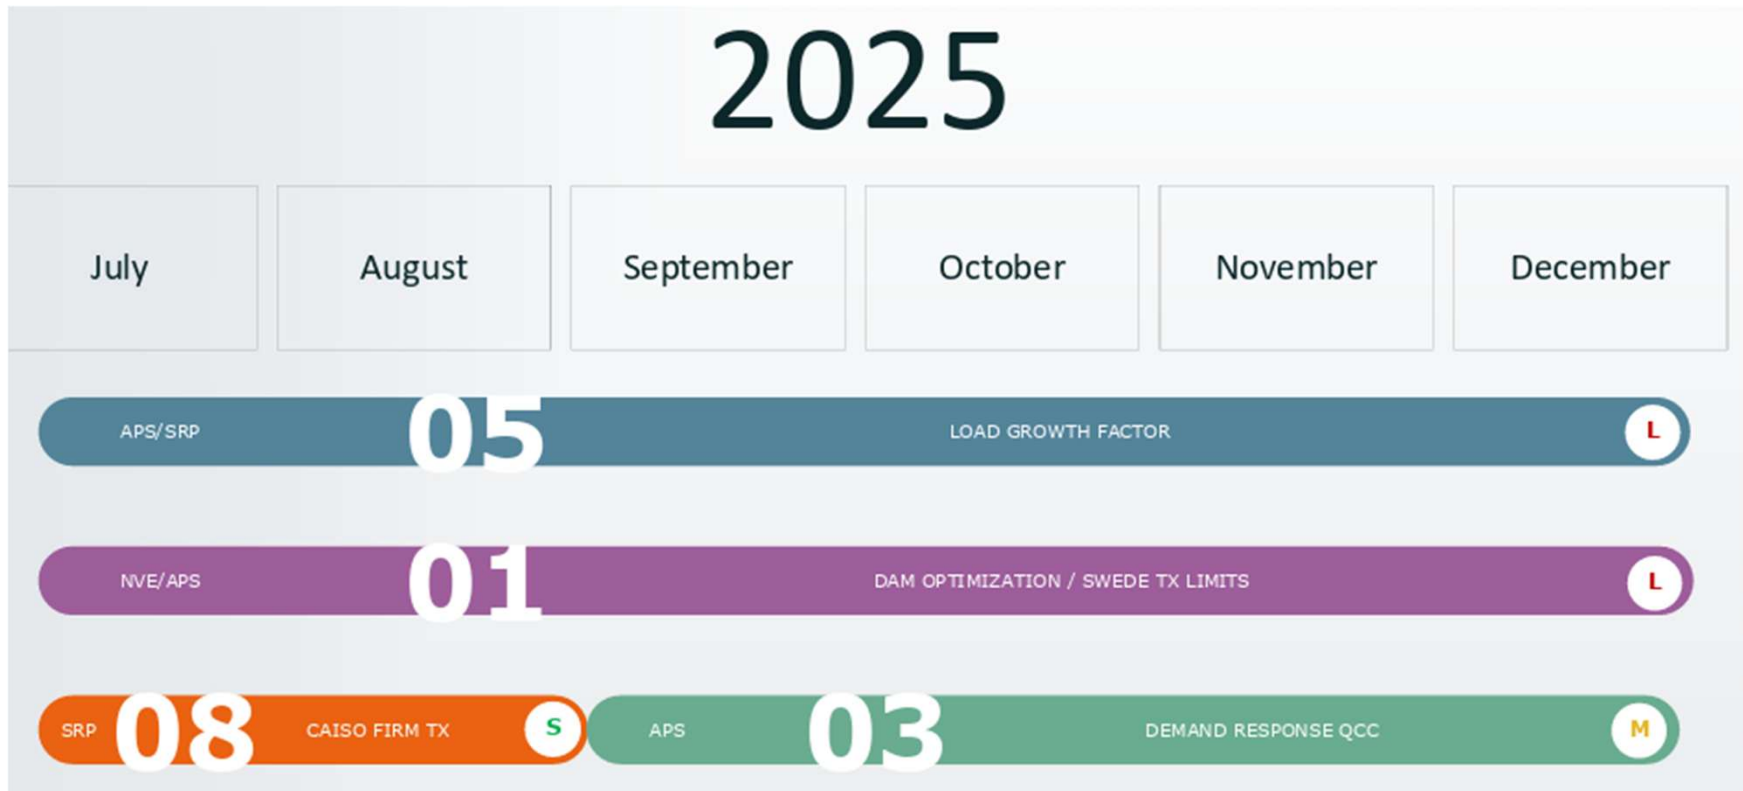 2025
July August September October November December
APS/SRP 05 LOAD GROWTH FACTOR L
NVE/APS 01 DAM OPTIMIZATION / SWEDE TX LIMITS L
SRP 08 CAISO FIRM TX S APS 03 DEMAND RESPONSE QCC M